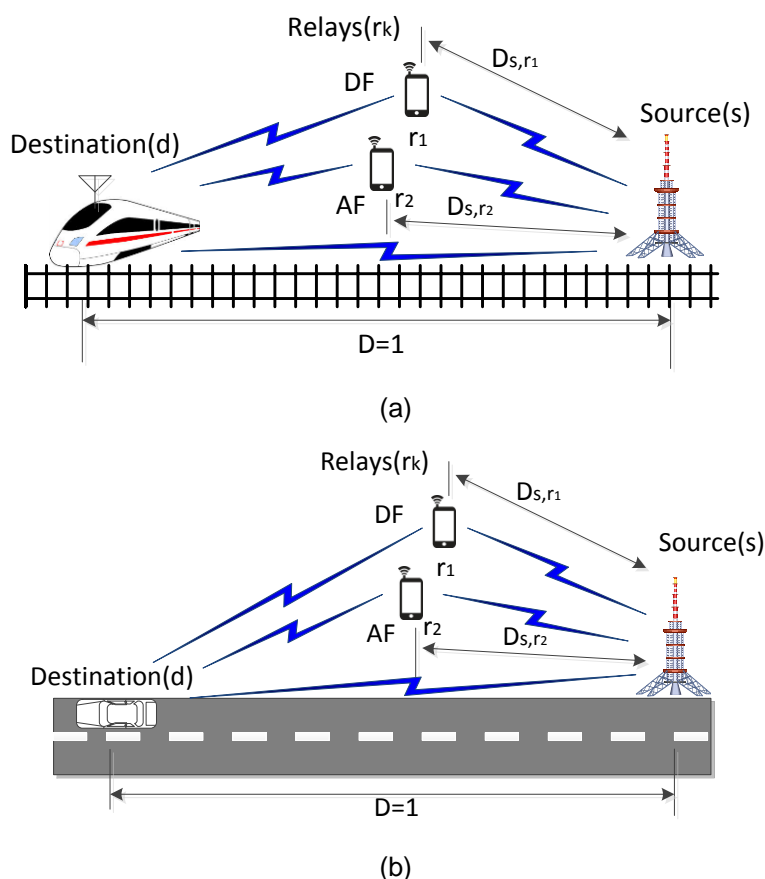 Relays(rk)
Ds,r1
DF
Source(s)
Destination(d)
r1
AF
r2
Ds,r2
D=1
(a)
Relays(rk)
Ds,r1
DF
Source(s)
r1
AF
r2
Ds,r2
Destination(d)
D=1
(b)